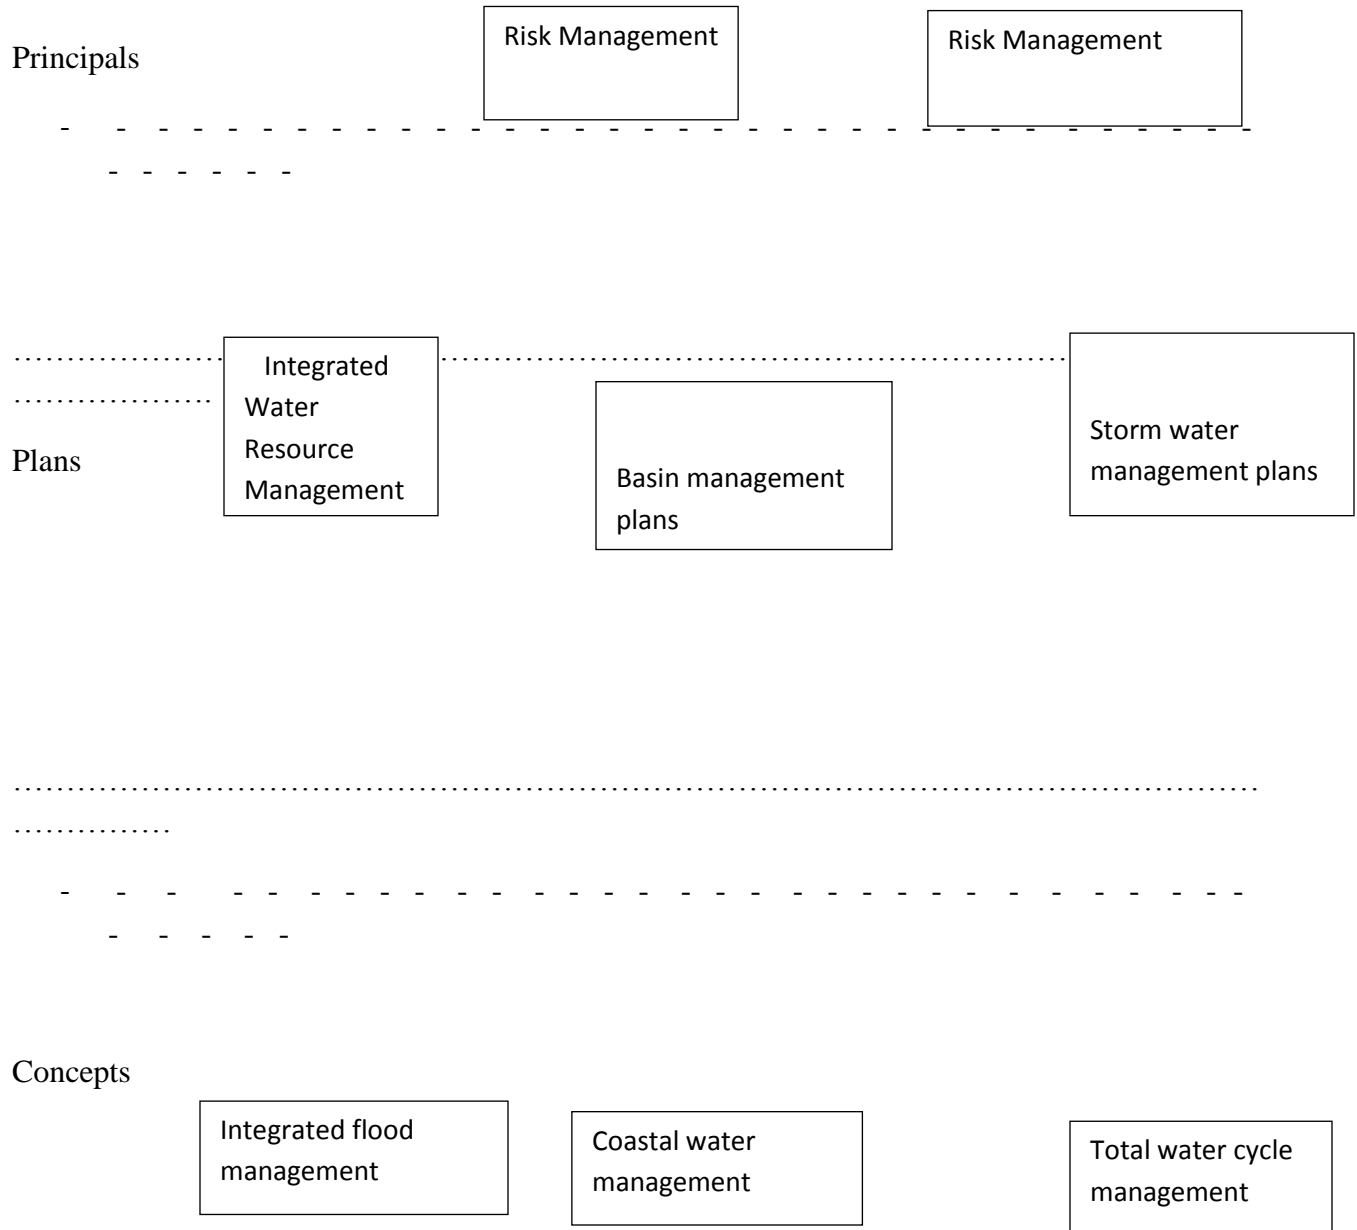 Principals
Risk Management
Risk Management
- - - - - - - - - - - - - - - - - - - - - - - - - - - - - - - - - -
- - - - - -
Integrated
Water
Resource
Management
Plans
Basin management
plans
Storm water
management plans
- - - - - - - - - - - - - - - - - - - - - - - - - - - - - - -
- - - - -
Concepts
Integrated flood
management
Coastal water
management
Total water cycle
management